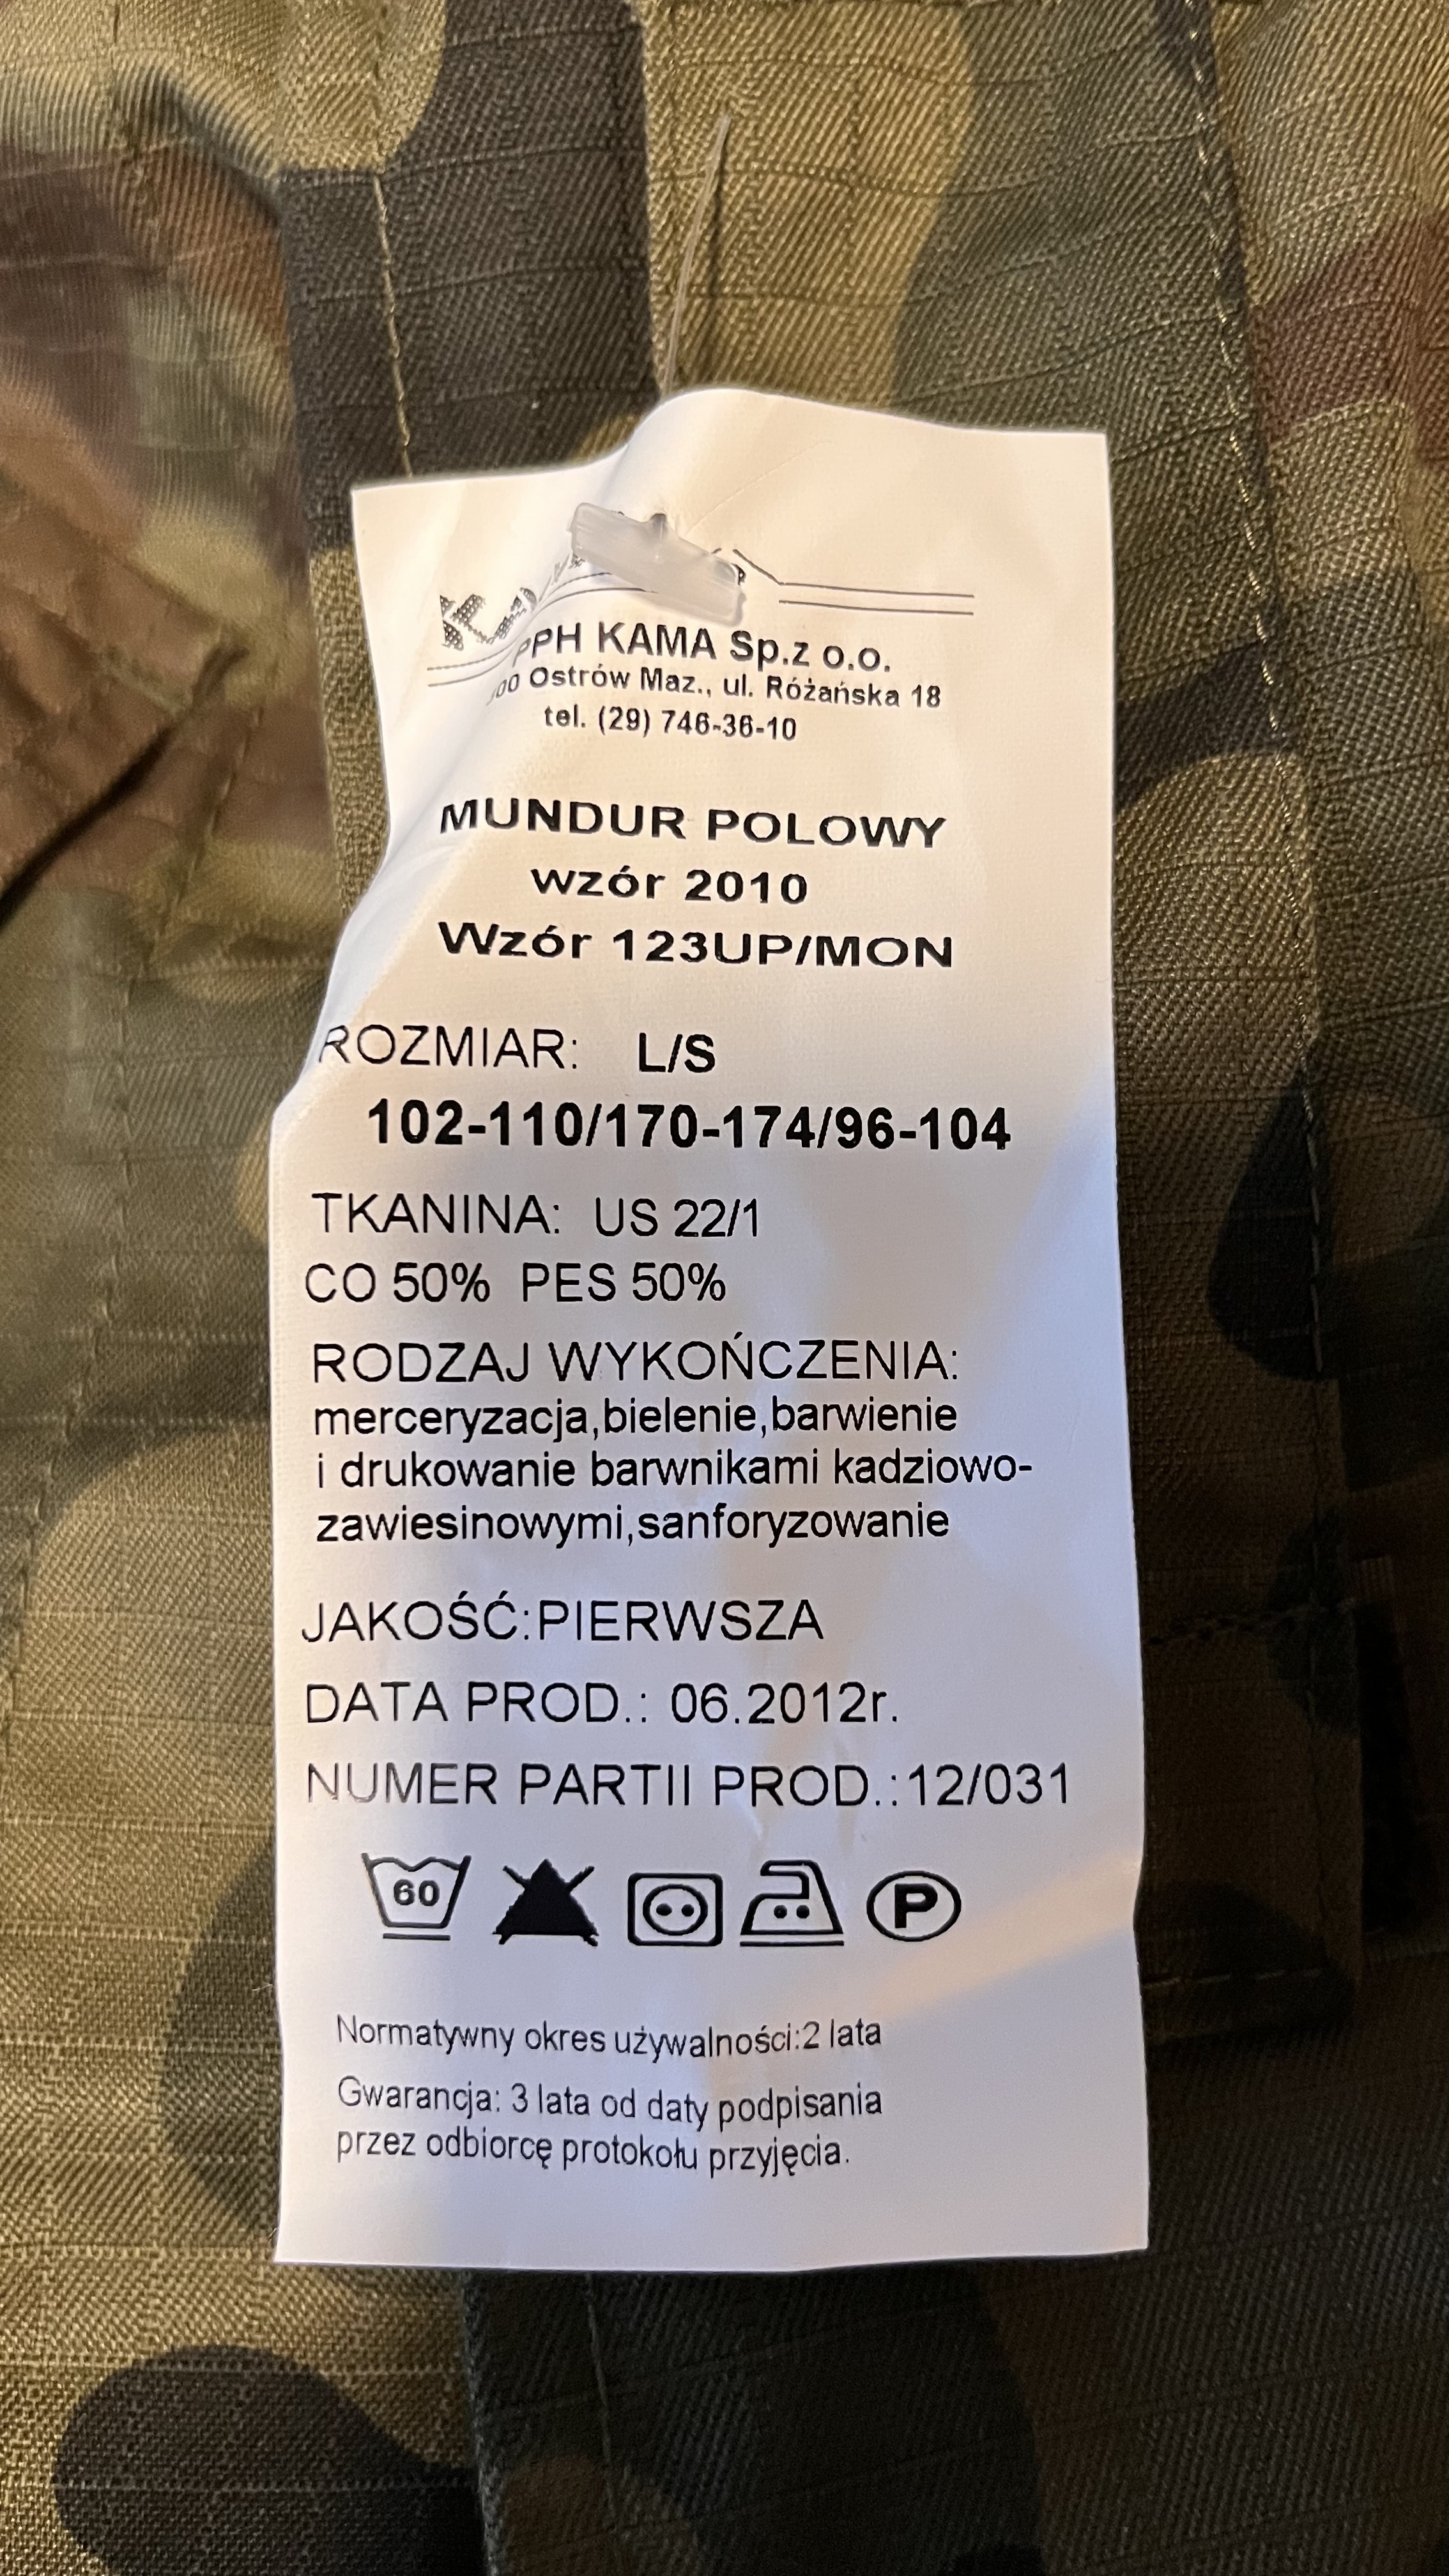 PPH KAMA Sp.z o.o.
Ostrów Maz., ul. Różańska 18
tel. (29) 746-36-10
MUNDUR POLOWY
wzór 2010
Wzór 123UP/MON
ROZMIAR: L/S
102-110/170-174/96-104
TKANINA: US 22/1
CO 50% PES 50%
RODZAJ WYKOŃCZENIA:
merceryzacja,bielenie,barwienie
i drukowanie barwnikami kadziowo-
zawiesinowymi,sanforyzowanie
JAKOŚĆ:PIERWSZA
DATA PROD.: 06.2012r.
NUMER PARTII PROD.:12/031
60 P
Normatywny okres używalności:2 lata
Gwarancja: 3 lata od daty podpisania
przez odbiorcę protokołu przyjęcia.